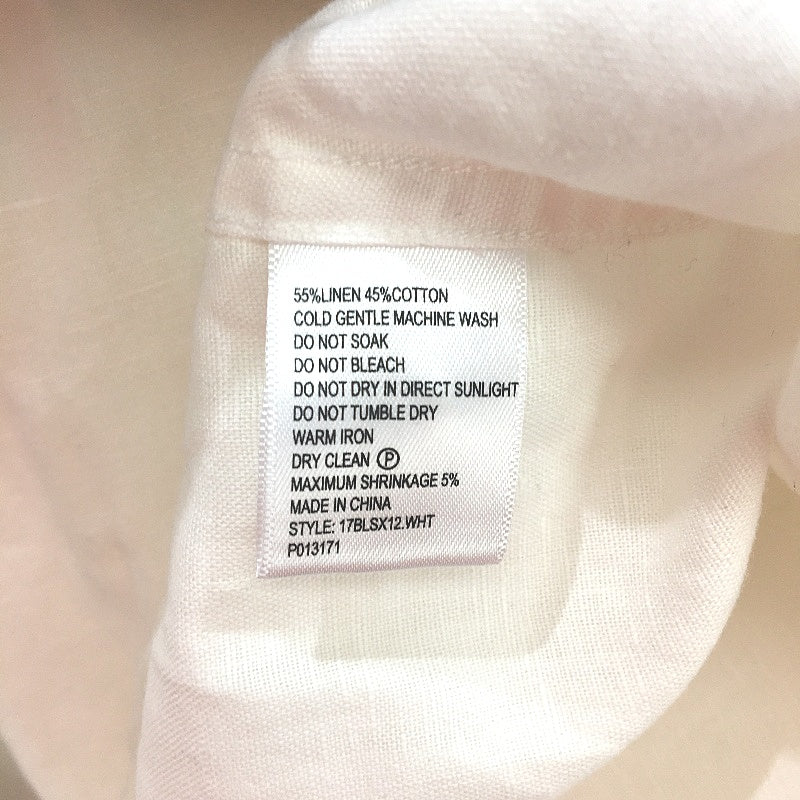 55%LINEN 45%COTTON
COLD GENTLE MACHINE WASH
DO NOT SOAK
DO NOT BLEACH
DO NOT DRY IN DIRECT SUNLIGHT
DO NOT TUMBLE DRY
WARM IRON
DRY CLEAN Ⓟ
MAXIMUM SHRINKAGE 5%
MADE IN CHINA
STYLE: 17BLSX12.WHT
P013171